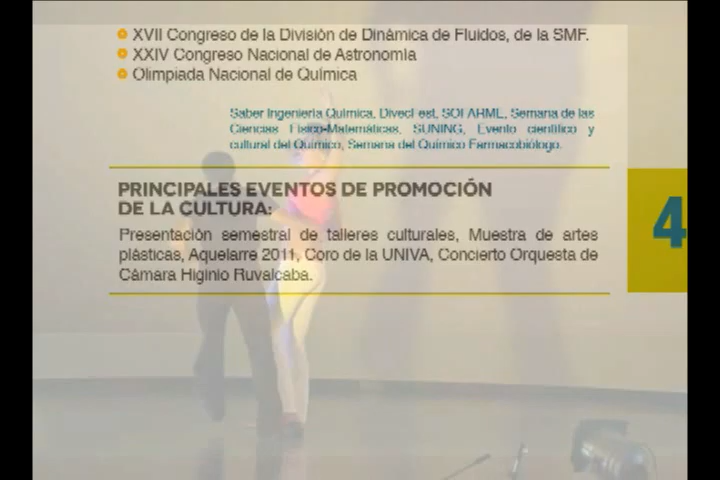 XVII Congreso de la División de Dinámica de Fluidos, de la SMF.
XXIV Congreso Nacional de Astronomía
Olimpiada Nacional de Química
Saber Ingeniería Química, DivecFest, SOFARML, Semana de las
Ciencias Físico-Matemáticas, SUNING, Evento científico y
cultural del Químico, Semana del Químico Farmacobiólogo.
PRINCIPALES EVENTOS DE PROMOCIÓN
DE LA CULTURA:
Presentación semestral de talleres culturales, Muestra de artes
plásticas, Aquelarre 2011, Coro de la UNIVA, Concierto Orquesta de
Cámara Higinio Ruvalcaba.
4